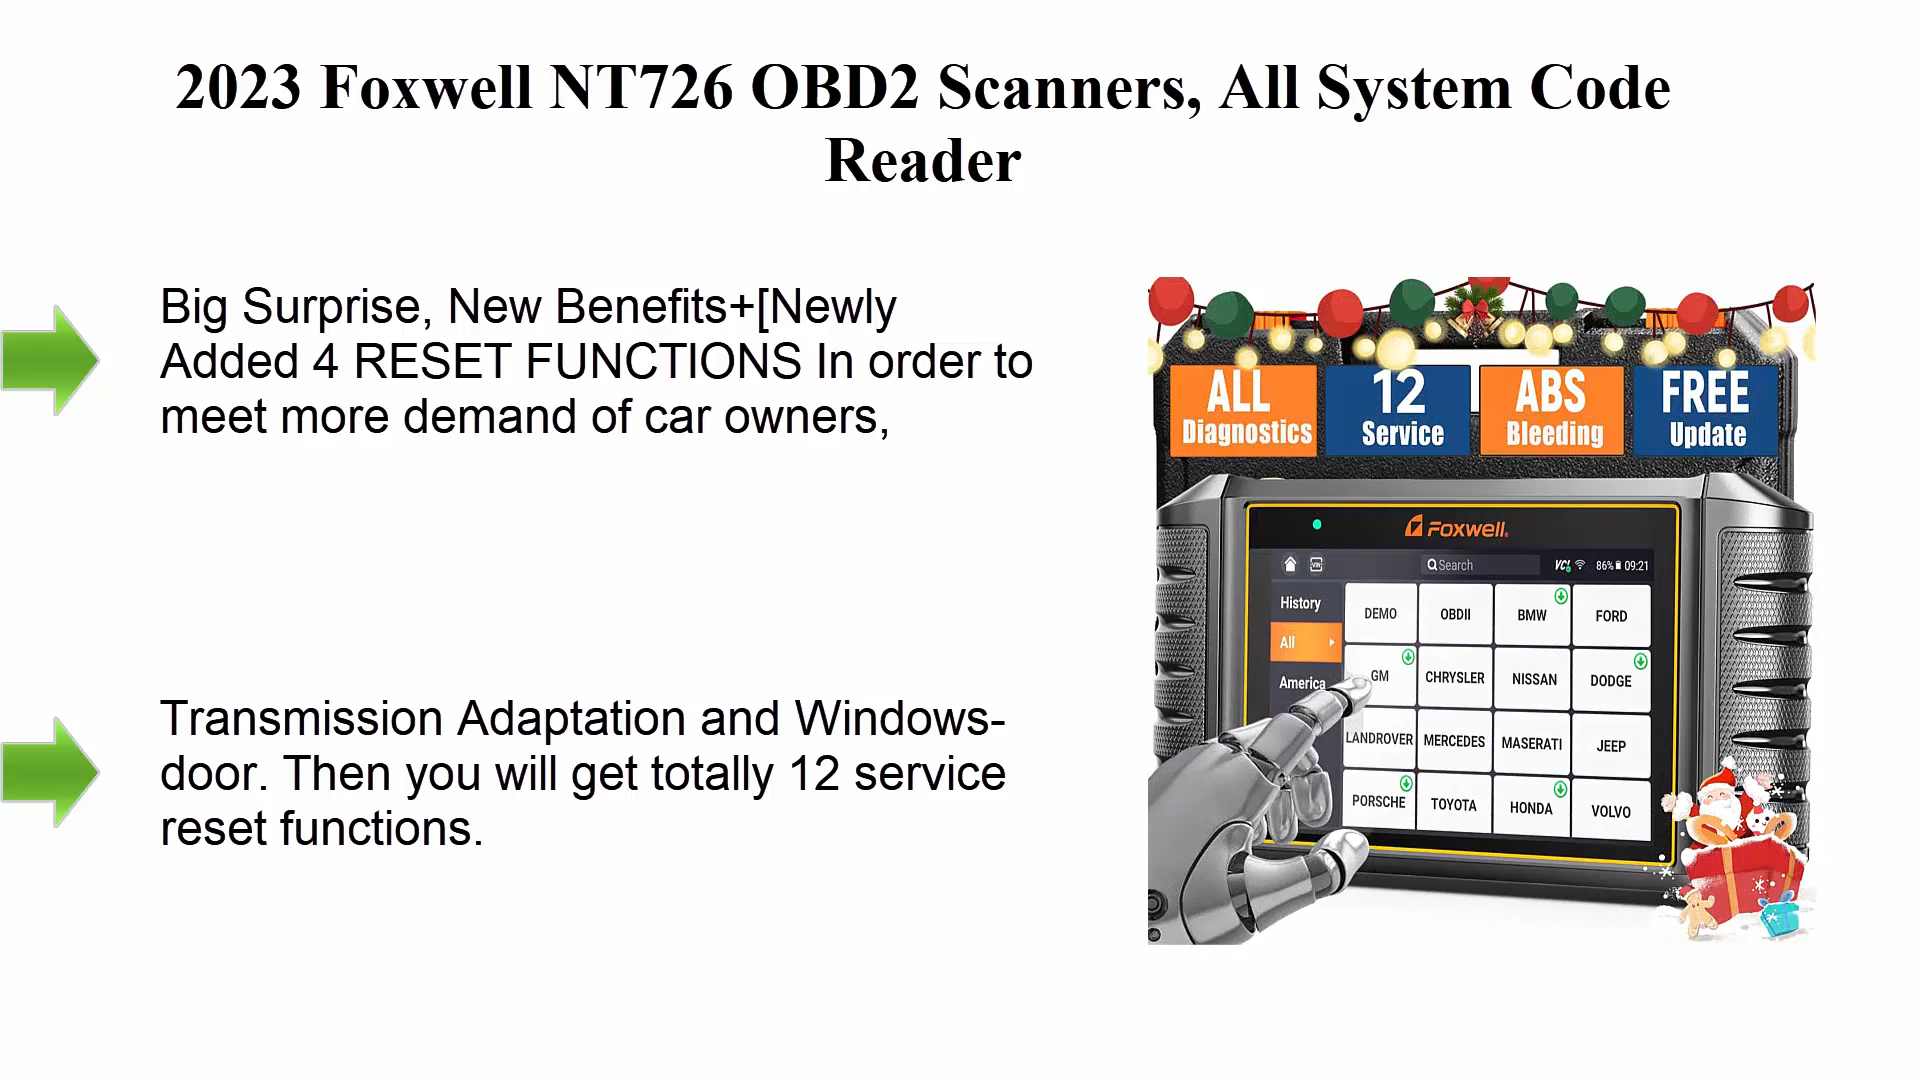 2023 Foxwell NT726 OBD2 Scanners, All System Code
Reader
Big Surprise, New Benefits+[Newly
Added 4 RESET FUNCTIONS In order to
meet more demand of car owners,
Transmission Adaptation and Windows-
door. Then you will get totally 12 service
reset functions.
ALL
Diagnostics
12
Service
ABS
Bleeding
FREE
Update
FOXWELL
VIN
Search
VCI
86%
09:21
History
All
America
DEMO
OBDII
BMW
FORD
GM
CHRYSLER
NISSAN
DODGE
LANDROVER
MERCEDES
MASERATI
JEEP
PORSCHE
TOYOTA
HONDA
VOLVO